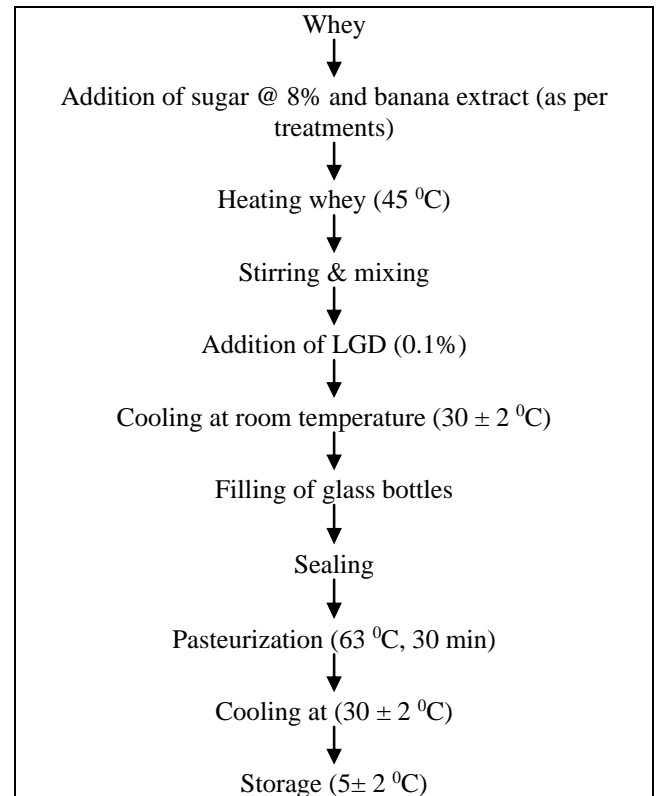 Whey
Addition of sugar @ 8% and banana extract (as per
treatments)
Heating whey (45 ⁰C)
Stirring & mixing
Addition of LGD (0.1%)
Cooling at room temperature (30 ± 2 ⁰C)
Filling of glass bottles
Sealing
Pasteurization (63 ⁰C, 30 min)
Cooling at (30 ± 2 ⁰C)
Storage (5± 2 ⁰C)